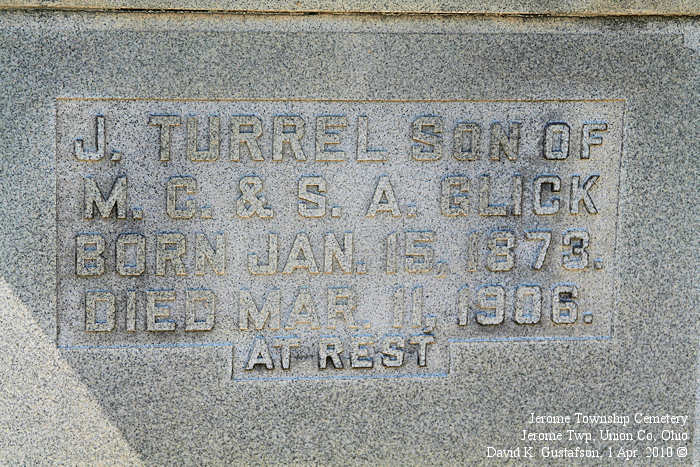 J. TURREL SON OF
M. C. & S. A. GLICK
BORN JAN. 15, 1873.
DIED MAR. 11, 1906.
AT REST
Jerome Township Cemetery
Jerome Twp, Union Co, Ohio
David K. Gustafson, 1 Apr. 2010 ©